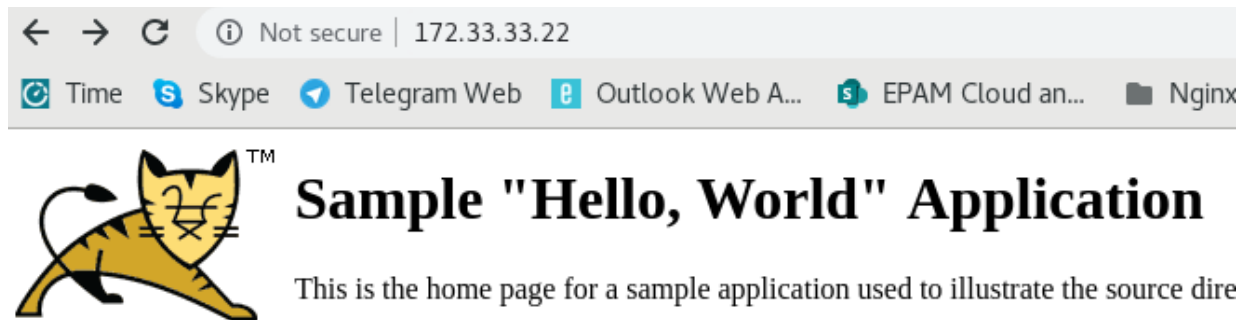 Not secure | 172.33.33.22
Time Skype Telegram Web Outlook Web A... EPAM Cloud an... Nginx
TM
Sample "Hello, World" Application
This is the home page for a sample application used to illustrate the source dire